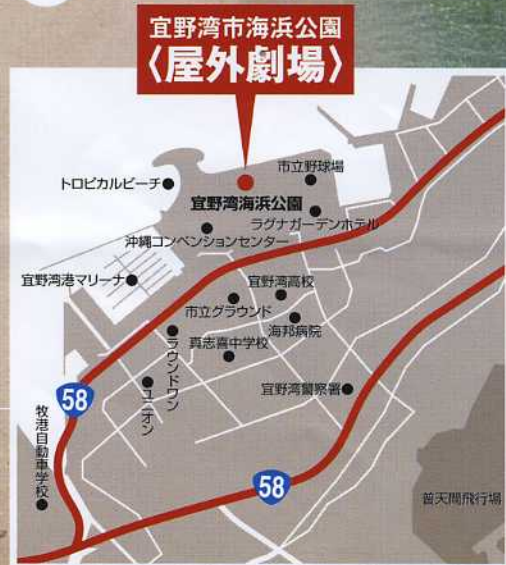 宜野湾市海浜公園
〈屋外劇場〉
トロピカルビーチ
市立野球場
宜野湾海浜公園
ラグナガーデンホテル
沖縄コンベンションセンター
宜野湾港マリーナ
宜野湾高校
市立グラウンド
海邦病院
真志喜中学校
ラウンドワン
ユニオン
宜野湾警察署
58
牧港自動車学校
58
普天間飛行場